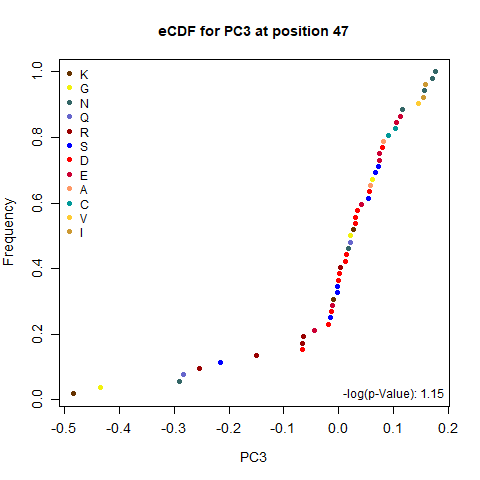 eCDF for PC3 at position 47
Frequency
1.0
0.8
0.6
0.4
0.2
0.0
K
G
N
Q
R
S
D
E
A
C
V
I
-log(p-Value): 1.15
-0.5 -0.4 -0.3 -0.2 -0.1 0.0 0.1 0.2
PC3